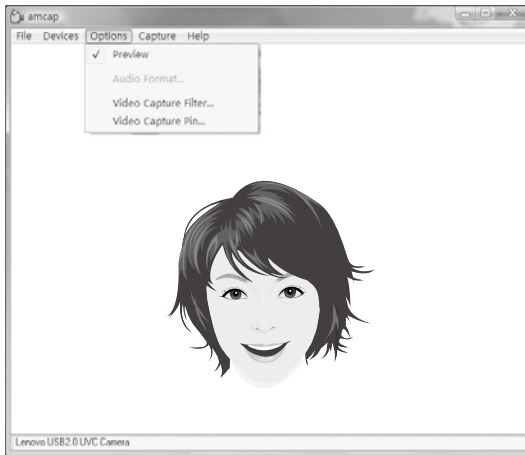 amcap
File Devices Options Capture Help
✓ Preview
Audio Format...
Video Capture Filter...
Video Capture Pin...
Lenovo USB2.0 UVC Camera